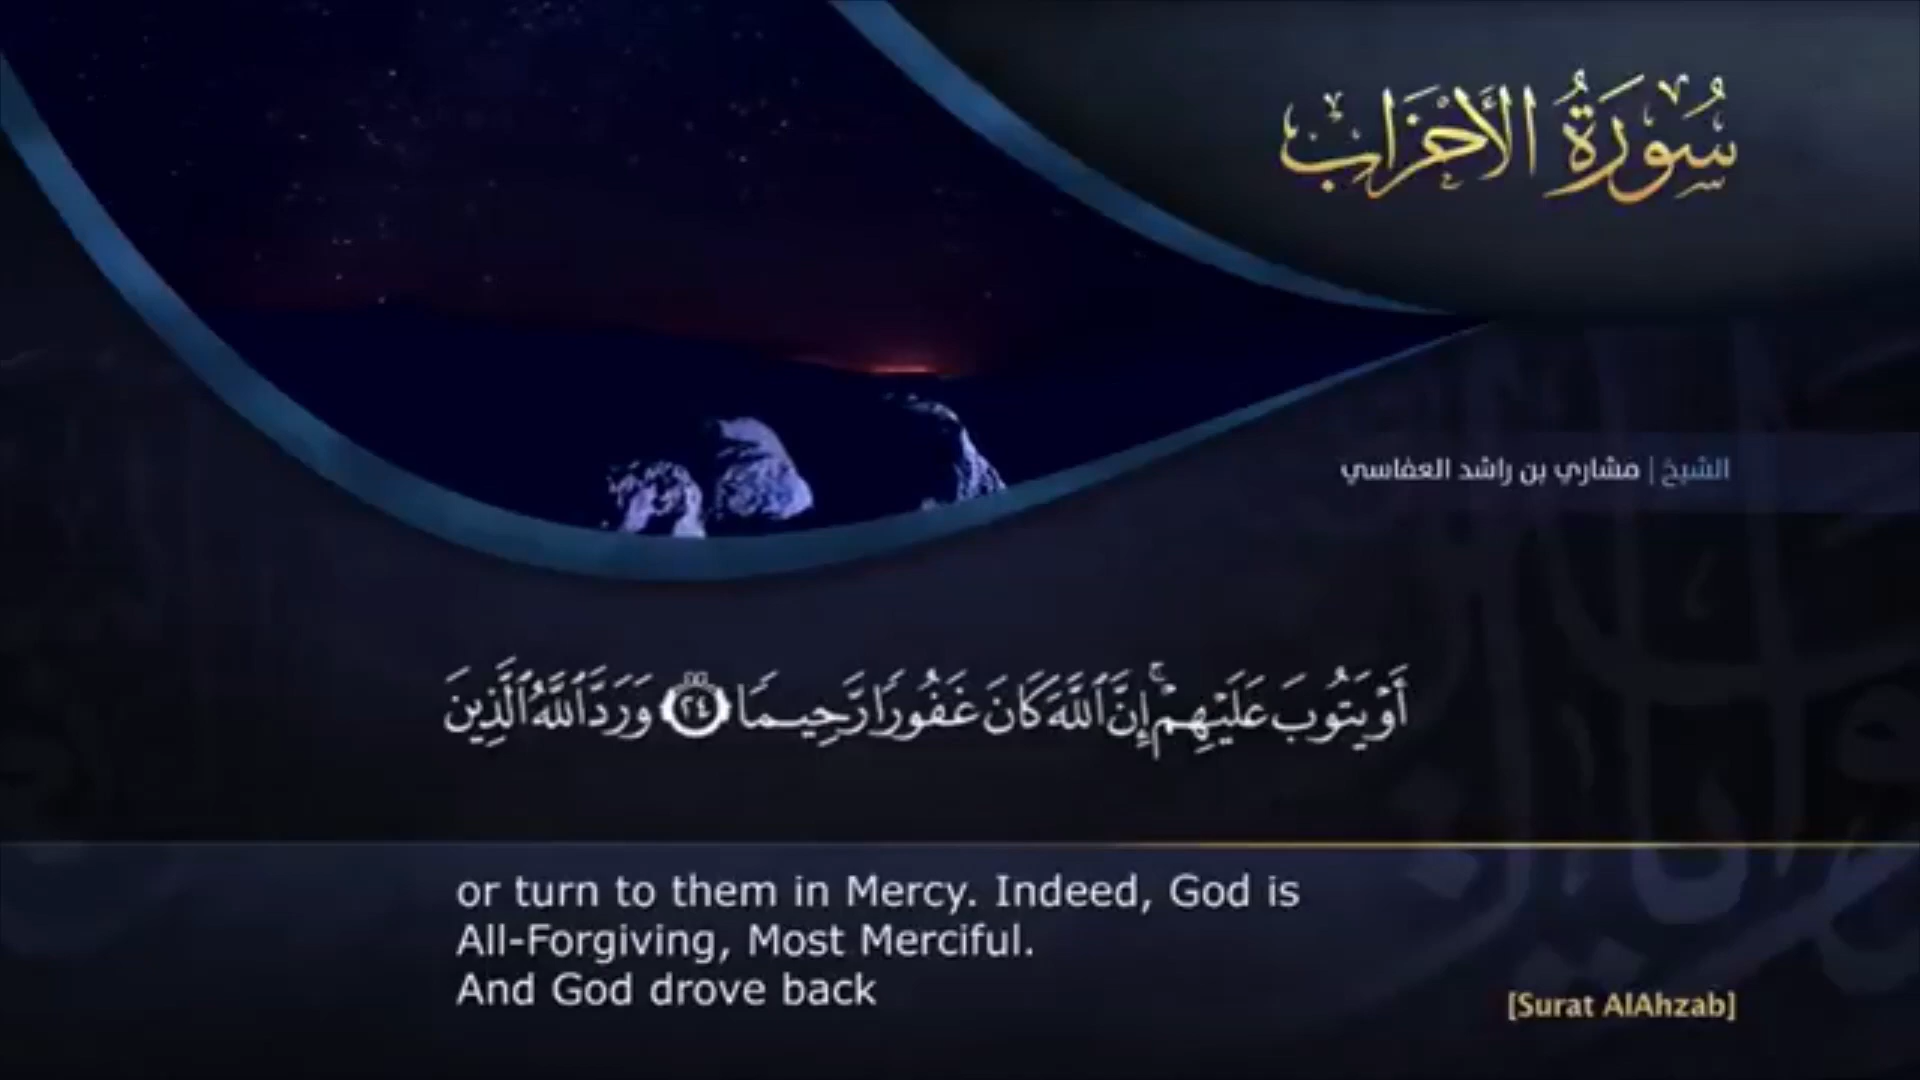 سُورَةُ الأَحْزَابِ
الشيخ | مشاري بن راشد العفاسي
أَوْ يَتُوبَ عَلَيْهِمْ ۚ إِنَّ ٱللَّهَ كَانَ غَفُورًا رَّحِيمًا ٢٤ وَرَدَّ ٱللَّهُ ٱلَّذِينَ
or turn to them in Mercy. Indeed, God is
All-Forgiving, Most Merciful.
And God drove back
[Surat AlAhzab]